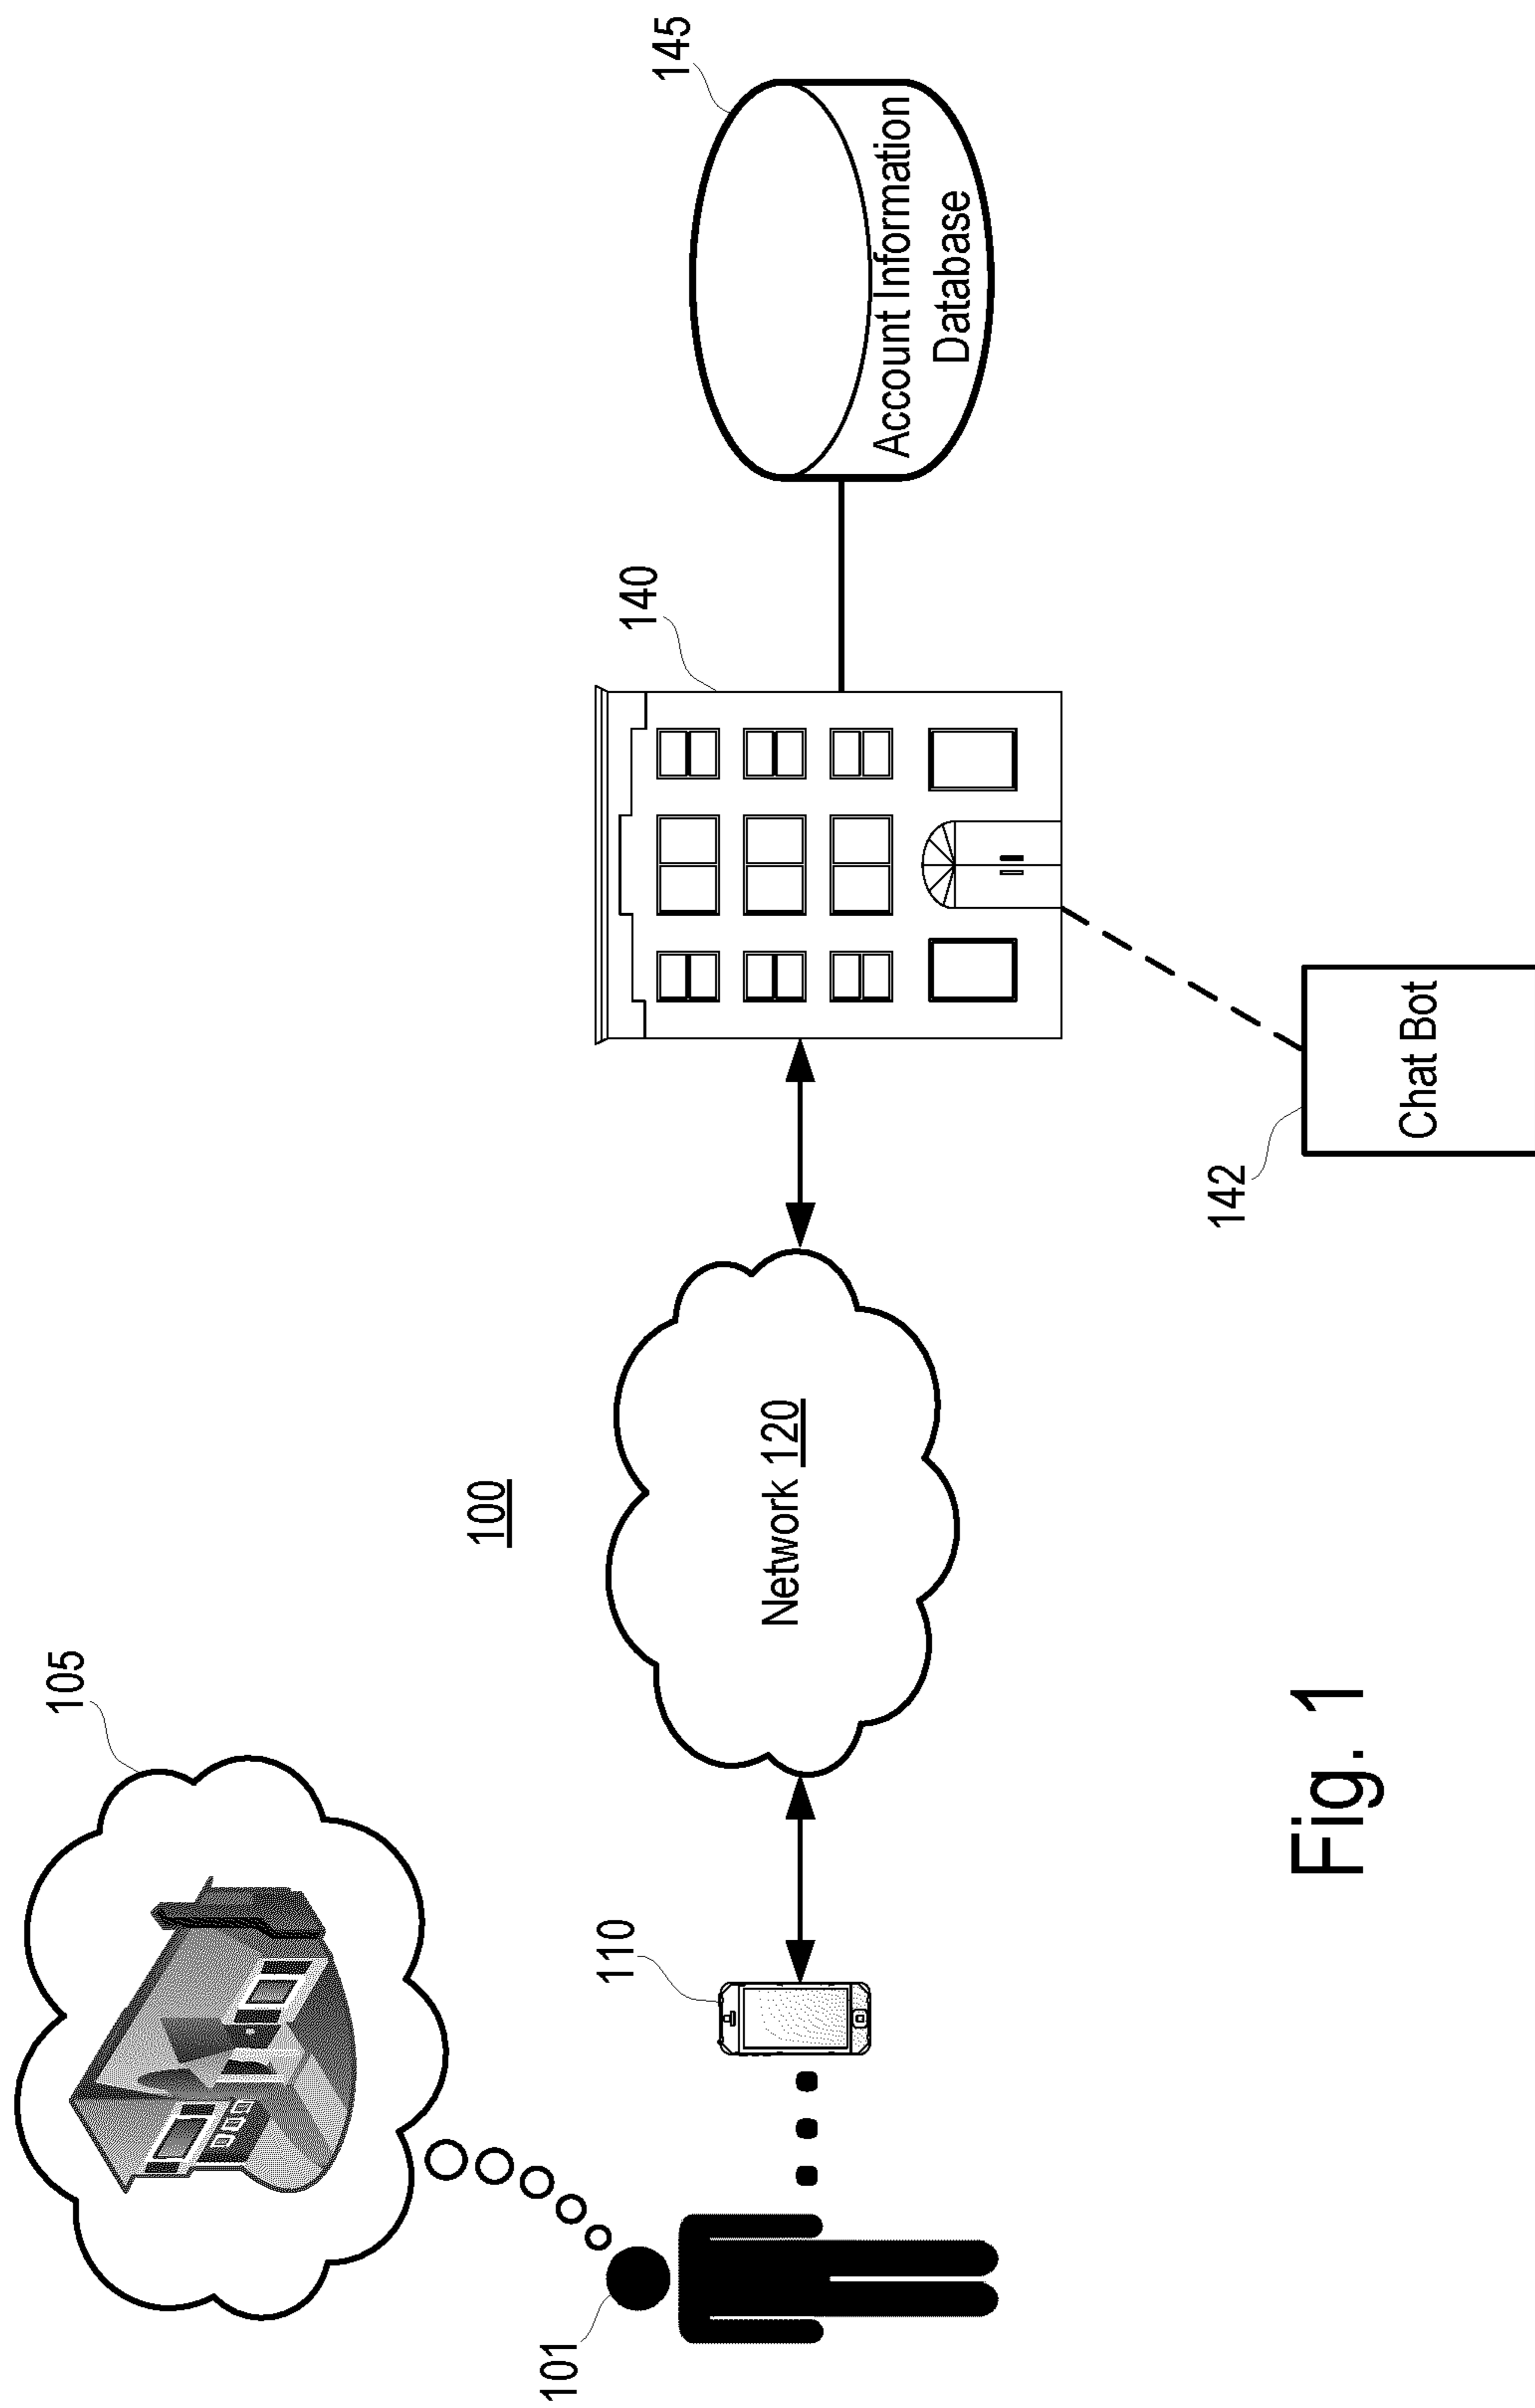 105
100
101
110
Network 120
140
145
Account Information
Database
142
Chat Bot
Fig. 1